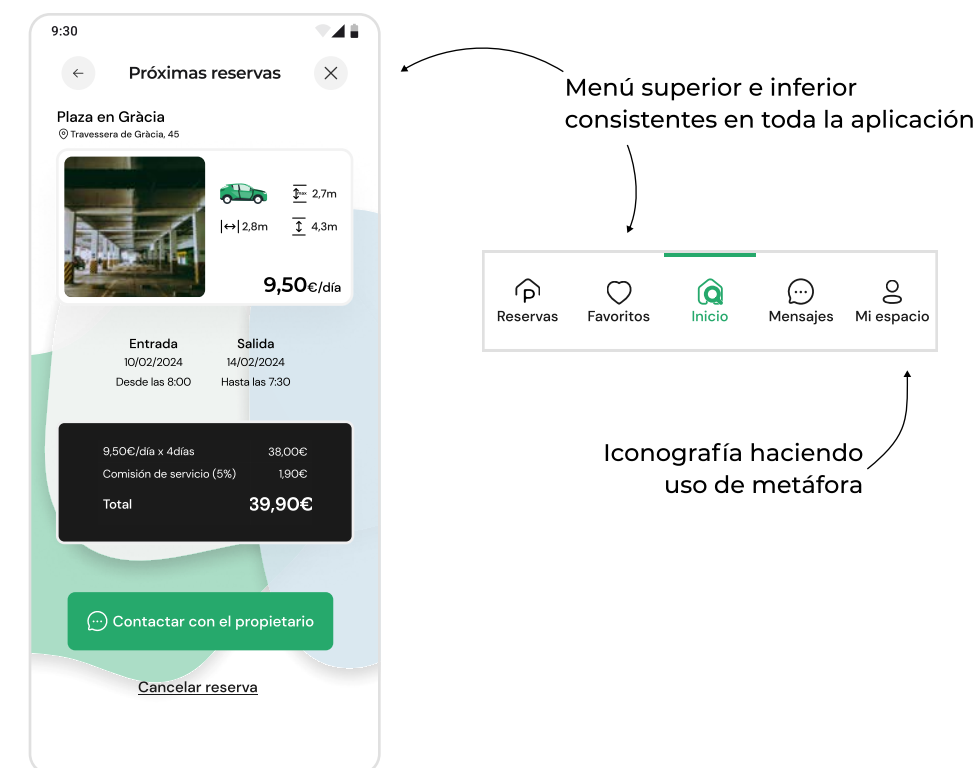 9:30
Próximas reservas
Plaza en Gràcia
Travessera de Gràcia, 45
max 2,7m
2,8m
4,3m
9,50€/día
Entrada
10/02/2024
Desde las 8:00
Salida
14/02/2024
Hasta las 7:30
9,50€/día x 4días 38,00€
Comisión de servicio (5%) 1,90€
Total 39,90€
Contactar con el propietario
Cancelar reserva
Menú superior e inferior
consistentes en toda la aplicación
P
Reservas
Favoritos
Inicio
Mensajes
Mi espacio
Iconografía haciendo
uso de metáfora